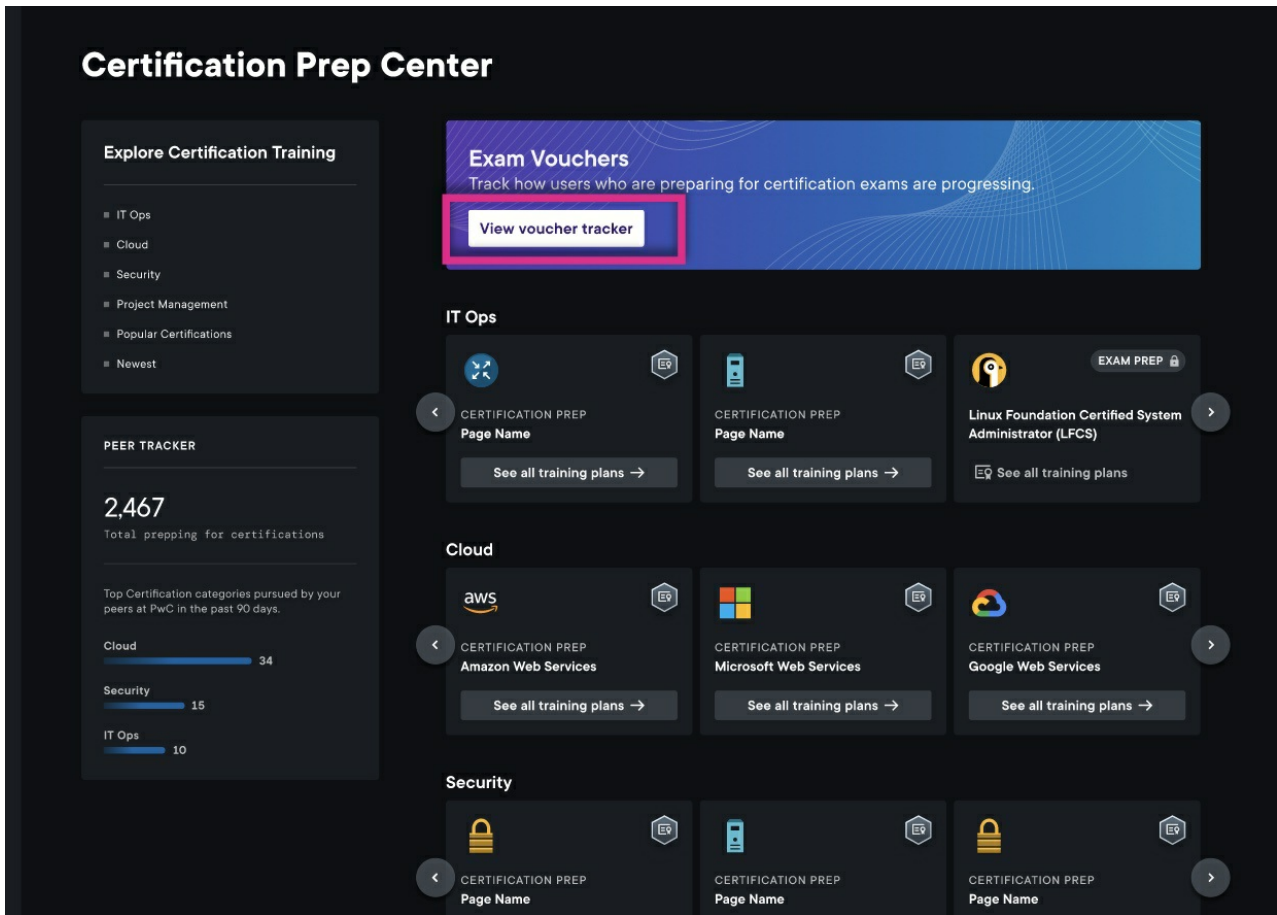 Certification Prep Center
Explore Certification Training
IT Ops
Cloud
Security
Project Management
Popular Certifications
Newest
PEER TRACKER
2,467
Total prepping for certifications
Top Certification categories pursued by your
peers at PwC in the past 90 days.
Cloud
34
Security
15
IT Ops
10
Exam Vouchers
Track how users who are preparing for certification exams are progressing.
View voucher tracker
IT Ops
CERTIFICATION PREP
Page Name
See all training plans →
CERTIFICATION PREP
Page Name
See all training plans →
EXAM PREP
Linux Foundation Certified System
Administrator (LFCS)
See all training plans
Cloud
aws
CERTIFICATION PREP
Amazon Web Services
See all training plans →
CERTIFICATION PREP
Microsoft Web Services
See all training plans →
CERTIFICATION PREP
Google Web Services
See all training plans →
Security
CERTIFICATION PREP
Page Name
CERTIFICATION PREP
Page Name
CERTIFICATION PREP
Page Name